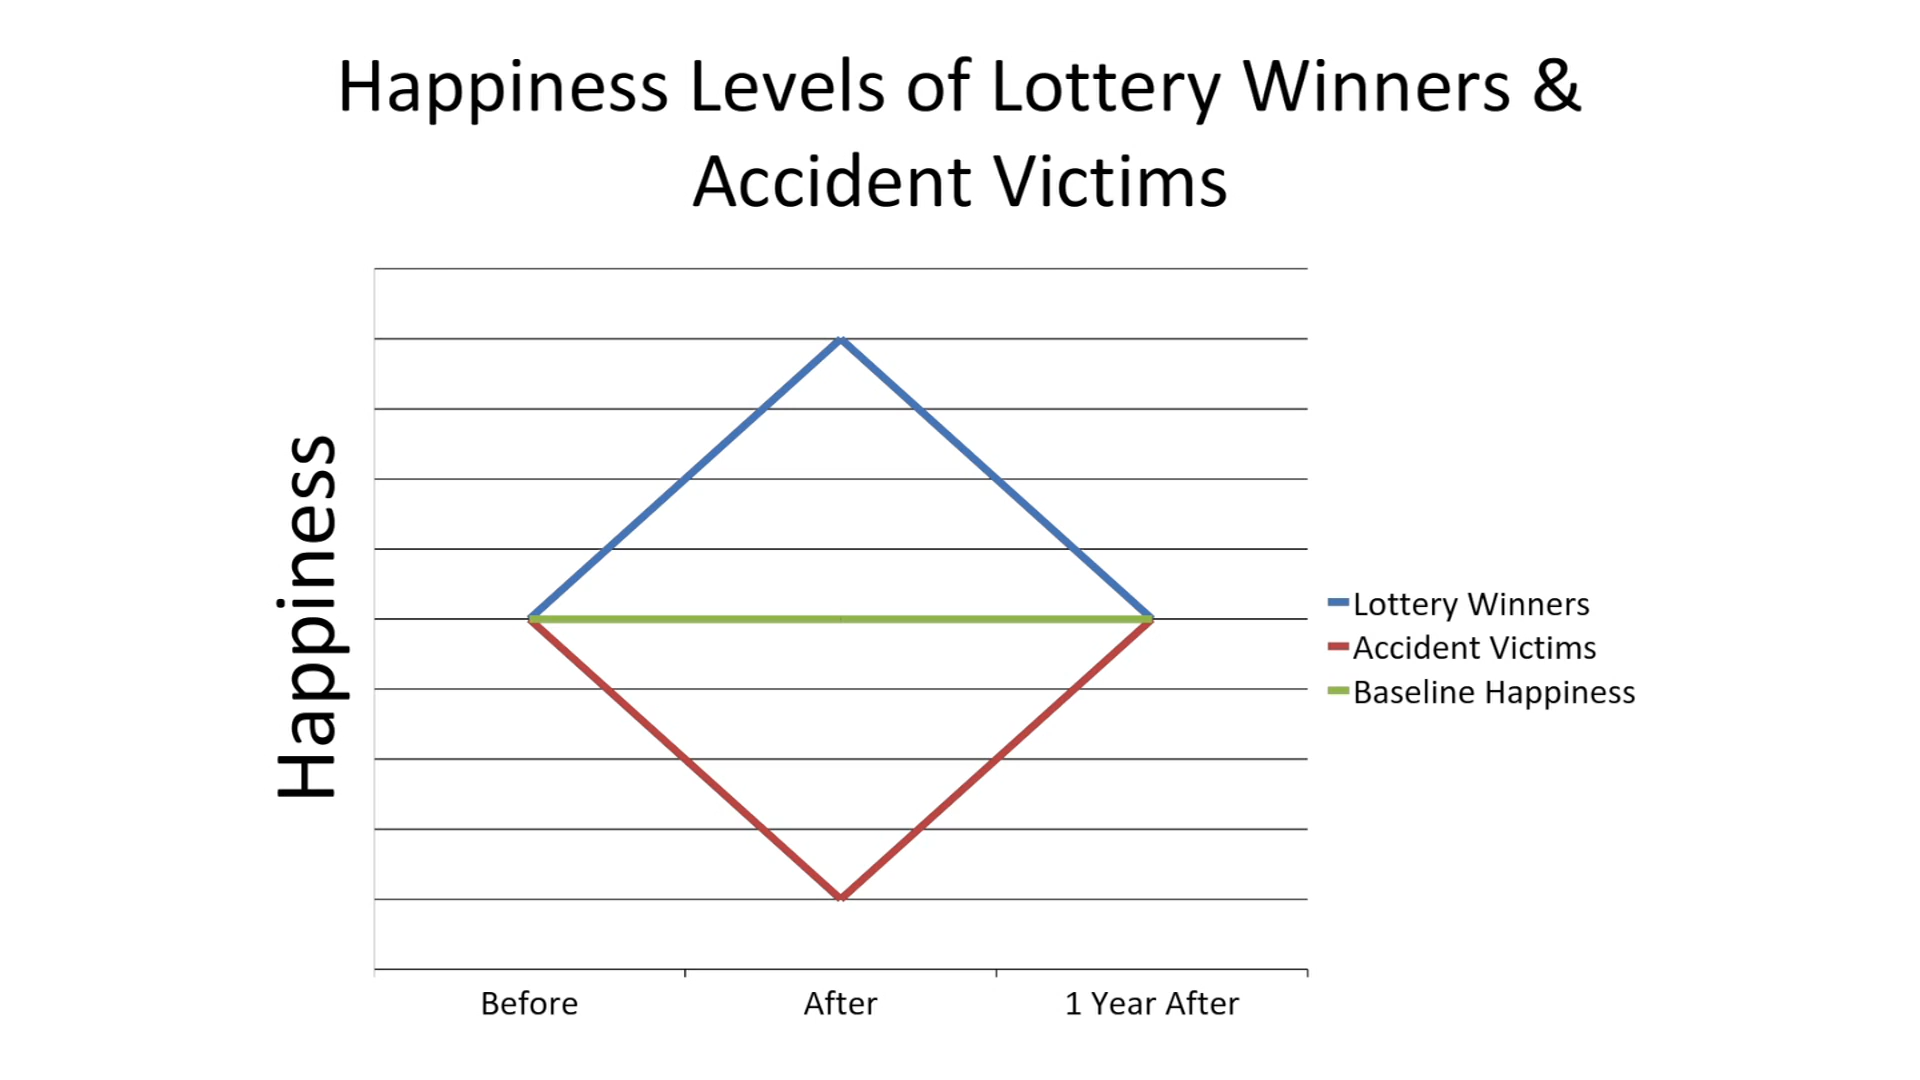 Happiness Levels of Lottery Winners &
Accident Victims
Happiness
Lottery Winners
Accident Victims
Baseline Happiness
Before
After
1 Year After